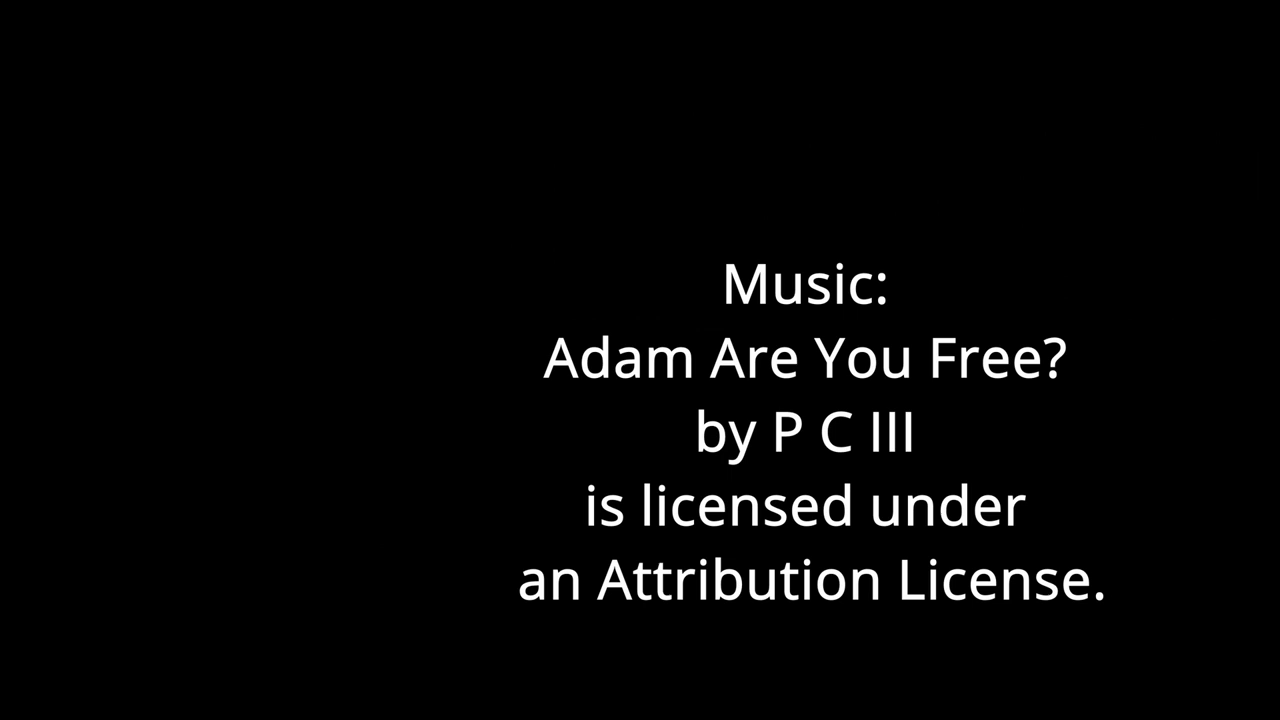 Music:
Adam Are You Free?
by P C III
is licensed under
an Attribution License.